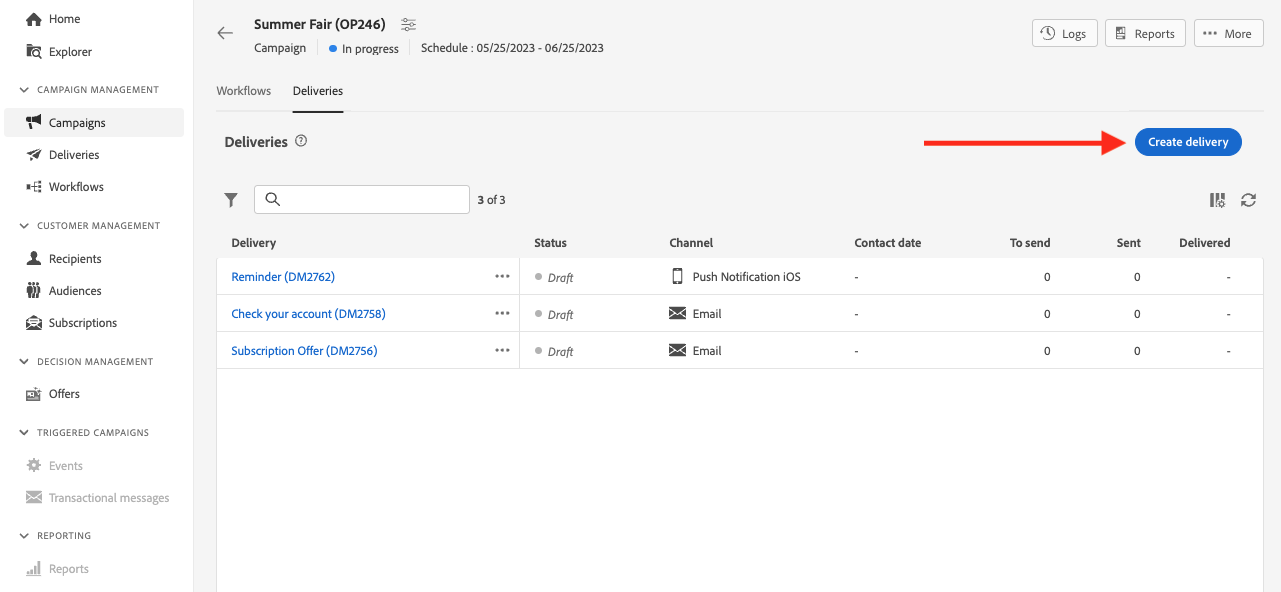 Home
Explorer
CAMPAIGN MANAGEMENT
Campaigns
Deliveries
Workflows
CUSTOMER MANAGEMENT
Recipients
Audiences
Subscriptions
DECISION MANAGEMENT
Offers
TRIGGERED CAMPAIGNS
Events
Transactional messages
REPORTING
Reports
Summer Fair (OP246)
Campaign In progress Schedule : 05/25/2023 - 06/25/2023
Logs Reports More
Workflows Deliveries
Deliveries
Create delivery
3 of 3
Delivery Status Channel Contact date To send Sent Delivered
Reminder (DM2762) Draft Push Notification iOS - 0 0 -
Check your account (DM2758) Draft Email - 0 0 -
Subscription Offer (DM2756) Draft Email - 0 0 -